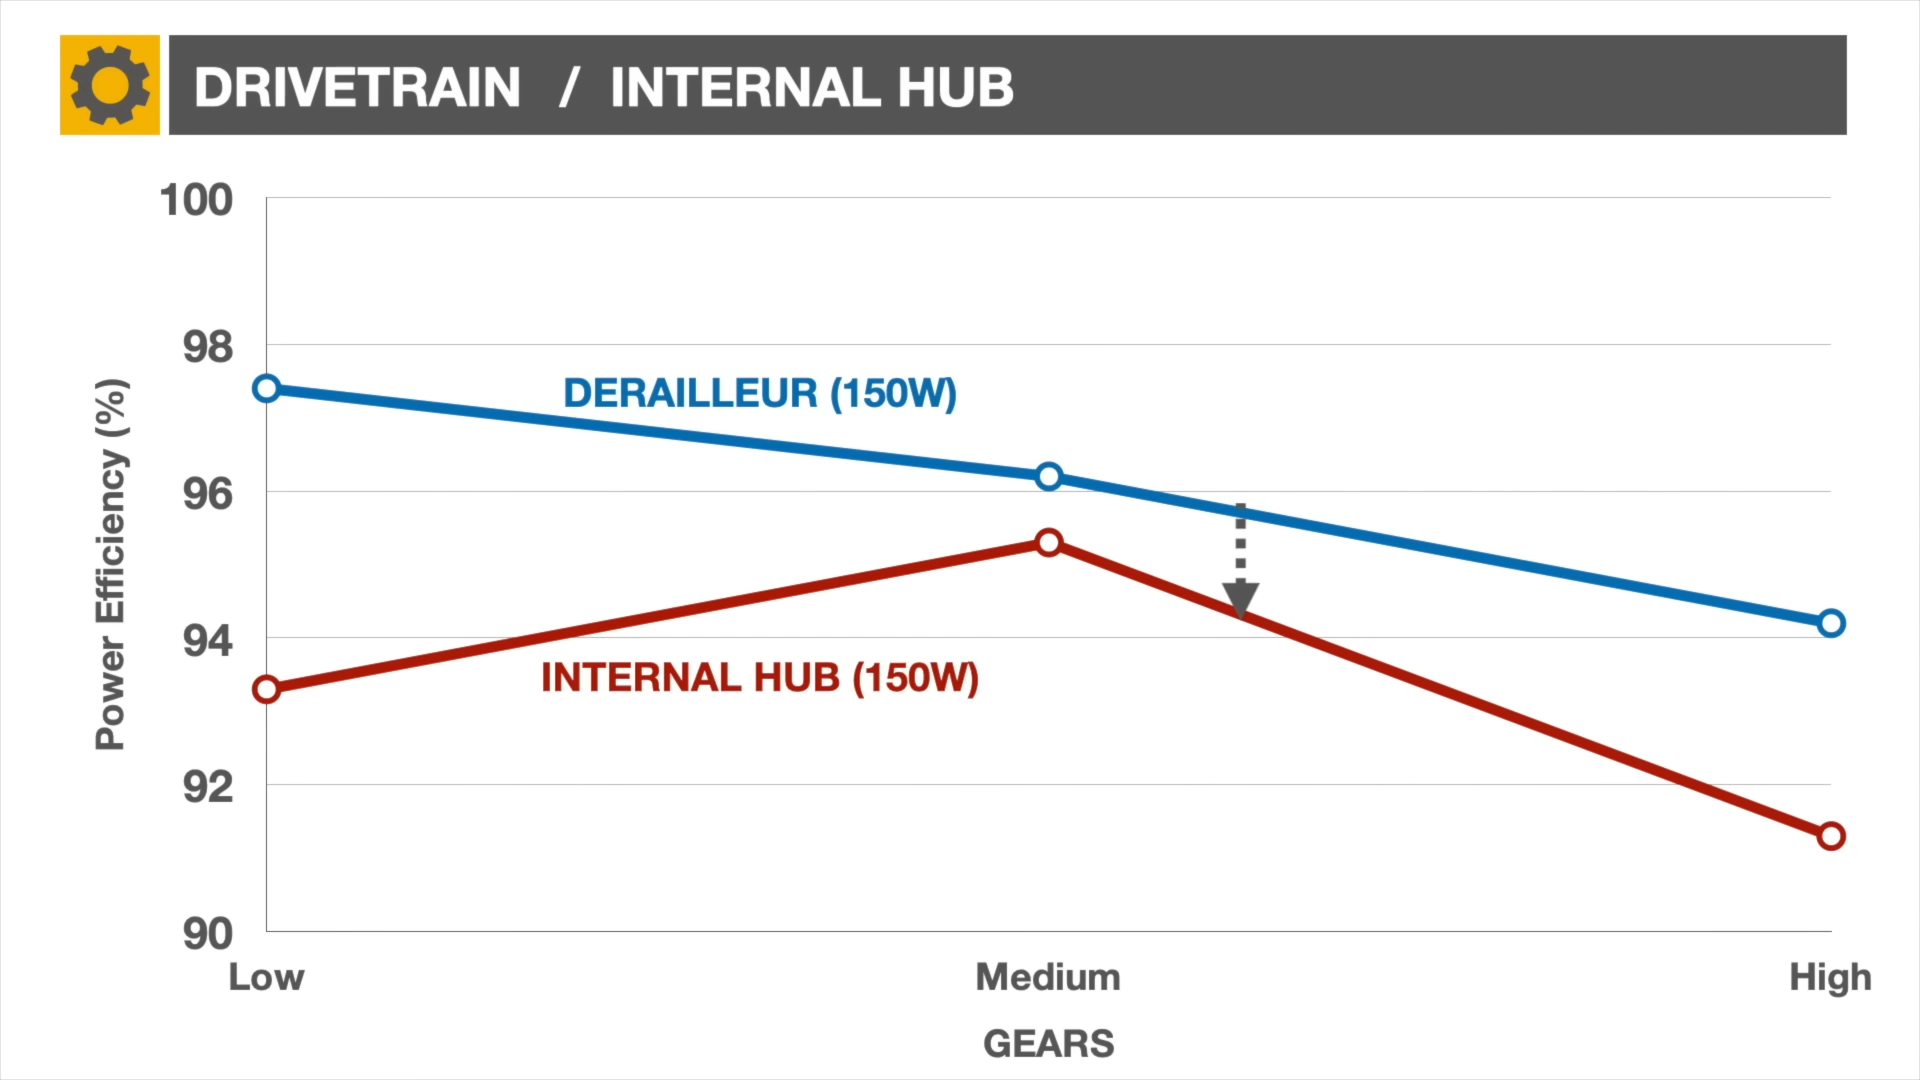 DRIVETRAIN / INTERNAL HUB
100
98
96
94
92
90
Power Efficiency (%)
DERAILLEUR (150W)
INTERNAL HUB (150W)
Low Medium High
GEARS